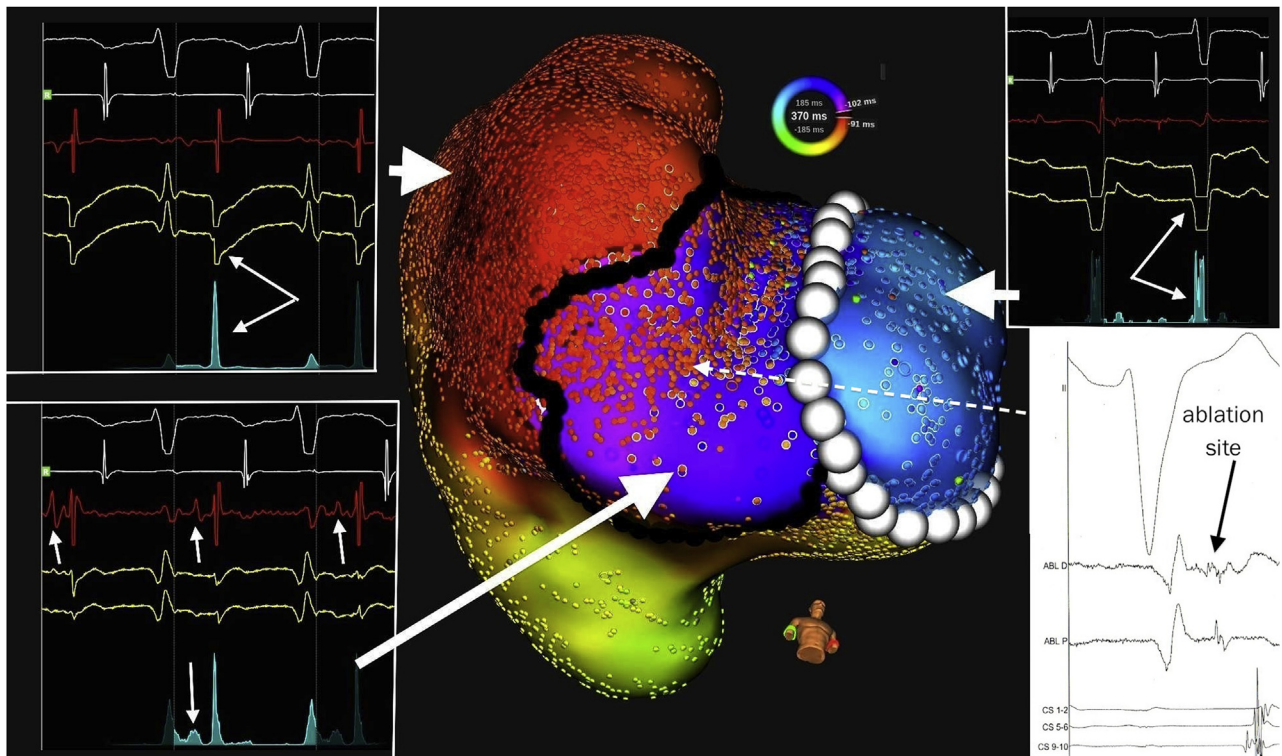 185 ms
370 ms
-185 ms
-102 ms
-91 ms
II
ablation
site
ABL D
ABL P
CS 1-2
CS 5-6
CS 9-10